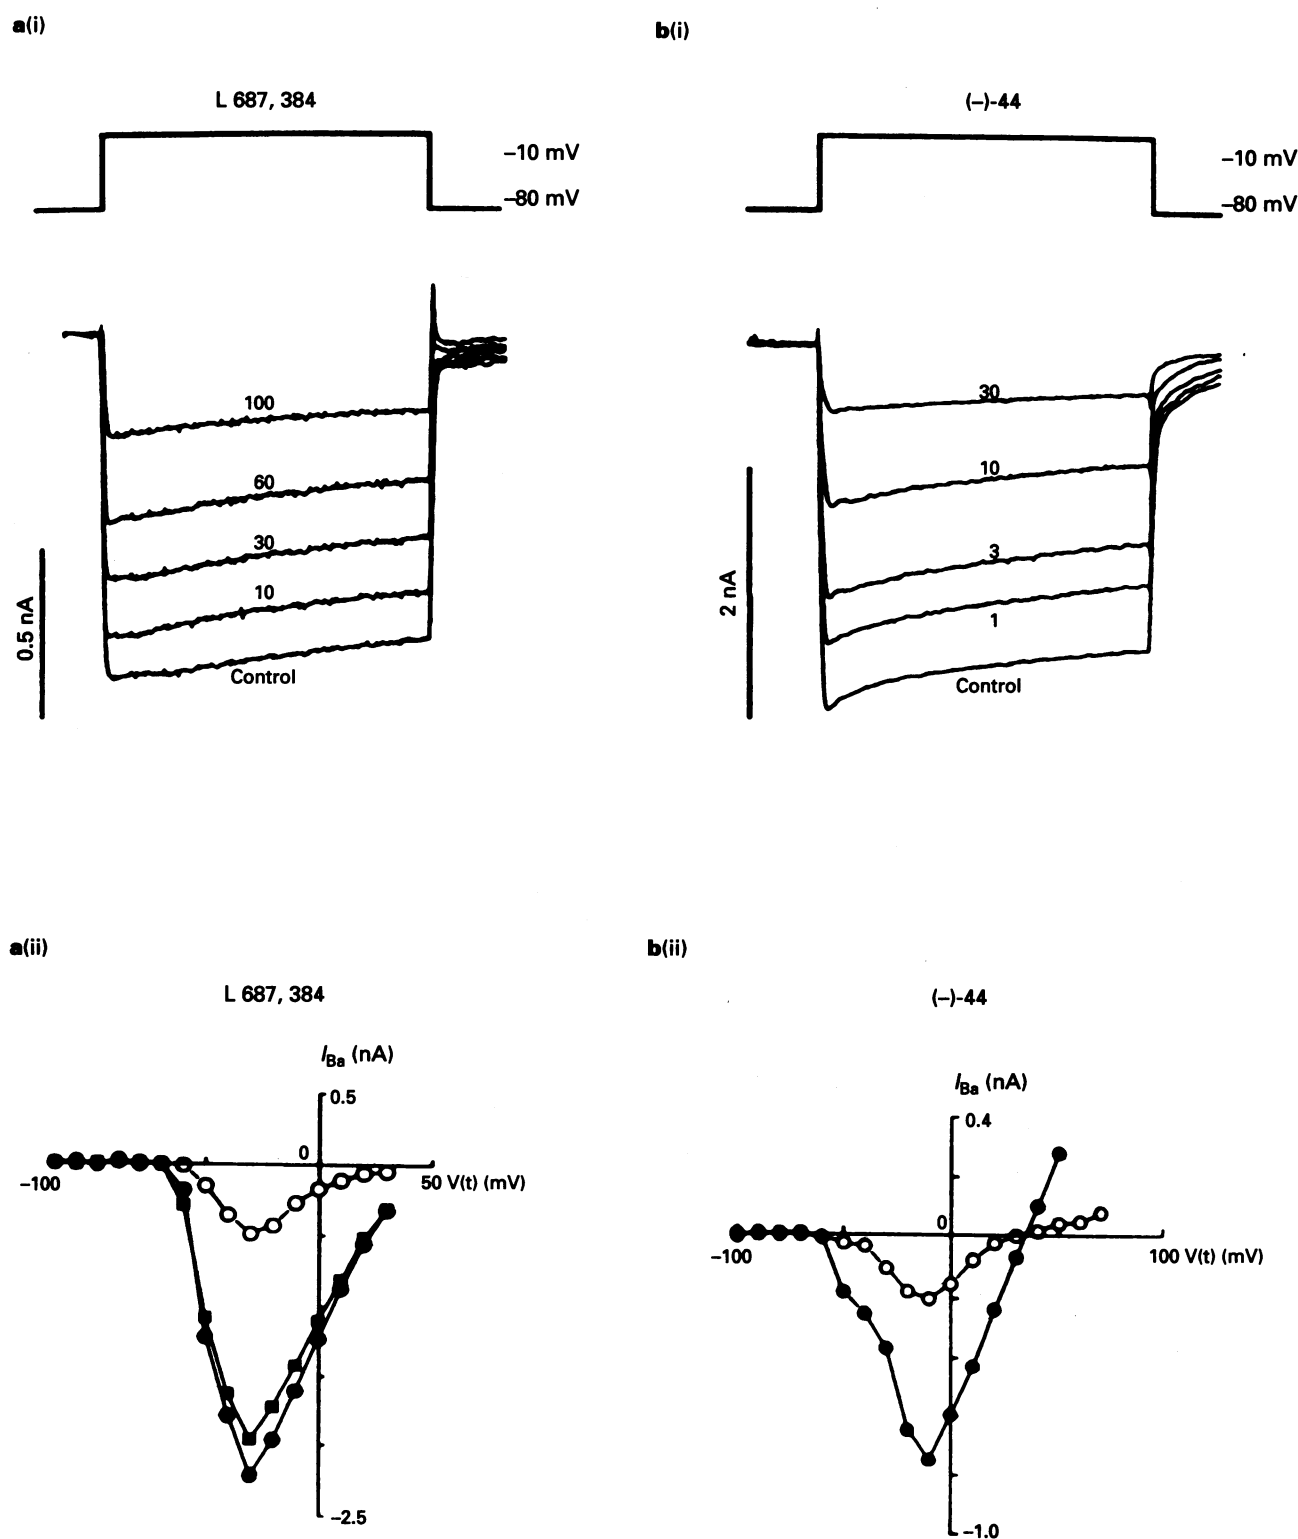 a(i)
L 687, 384
-10 mV
-80 mV
100
60
30
10
Control
0.5 nA
b(i)
(-)-44
-10 mV
-80 mV
30
10
3
1
Control
2 nA
a(ii)
L 687, 384
IBa (nA)
0.5
0
-100
50 V(t) (mV)
-2.5
b(ii)
(-)-44
IBa (nA)
0.4
0
-100
100 V(t) (mV)
-1.0